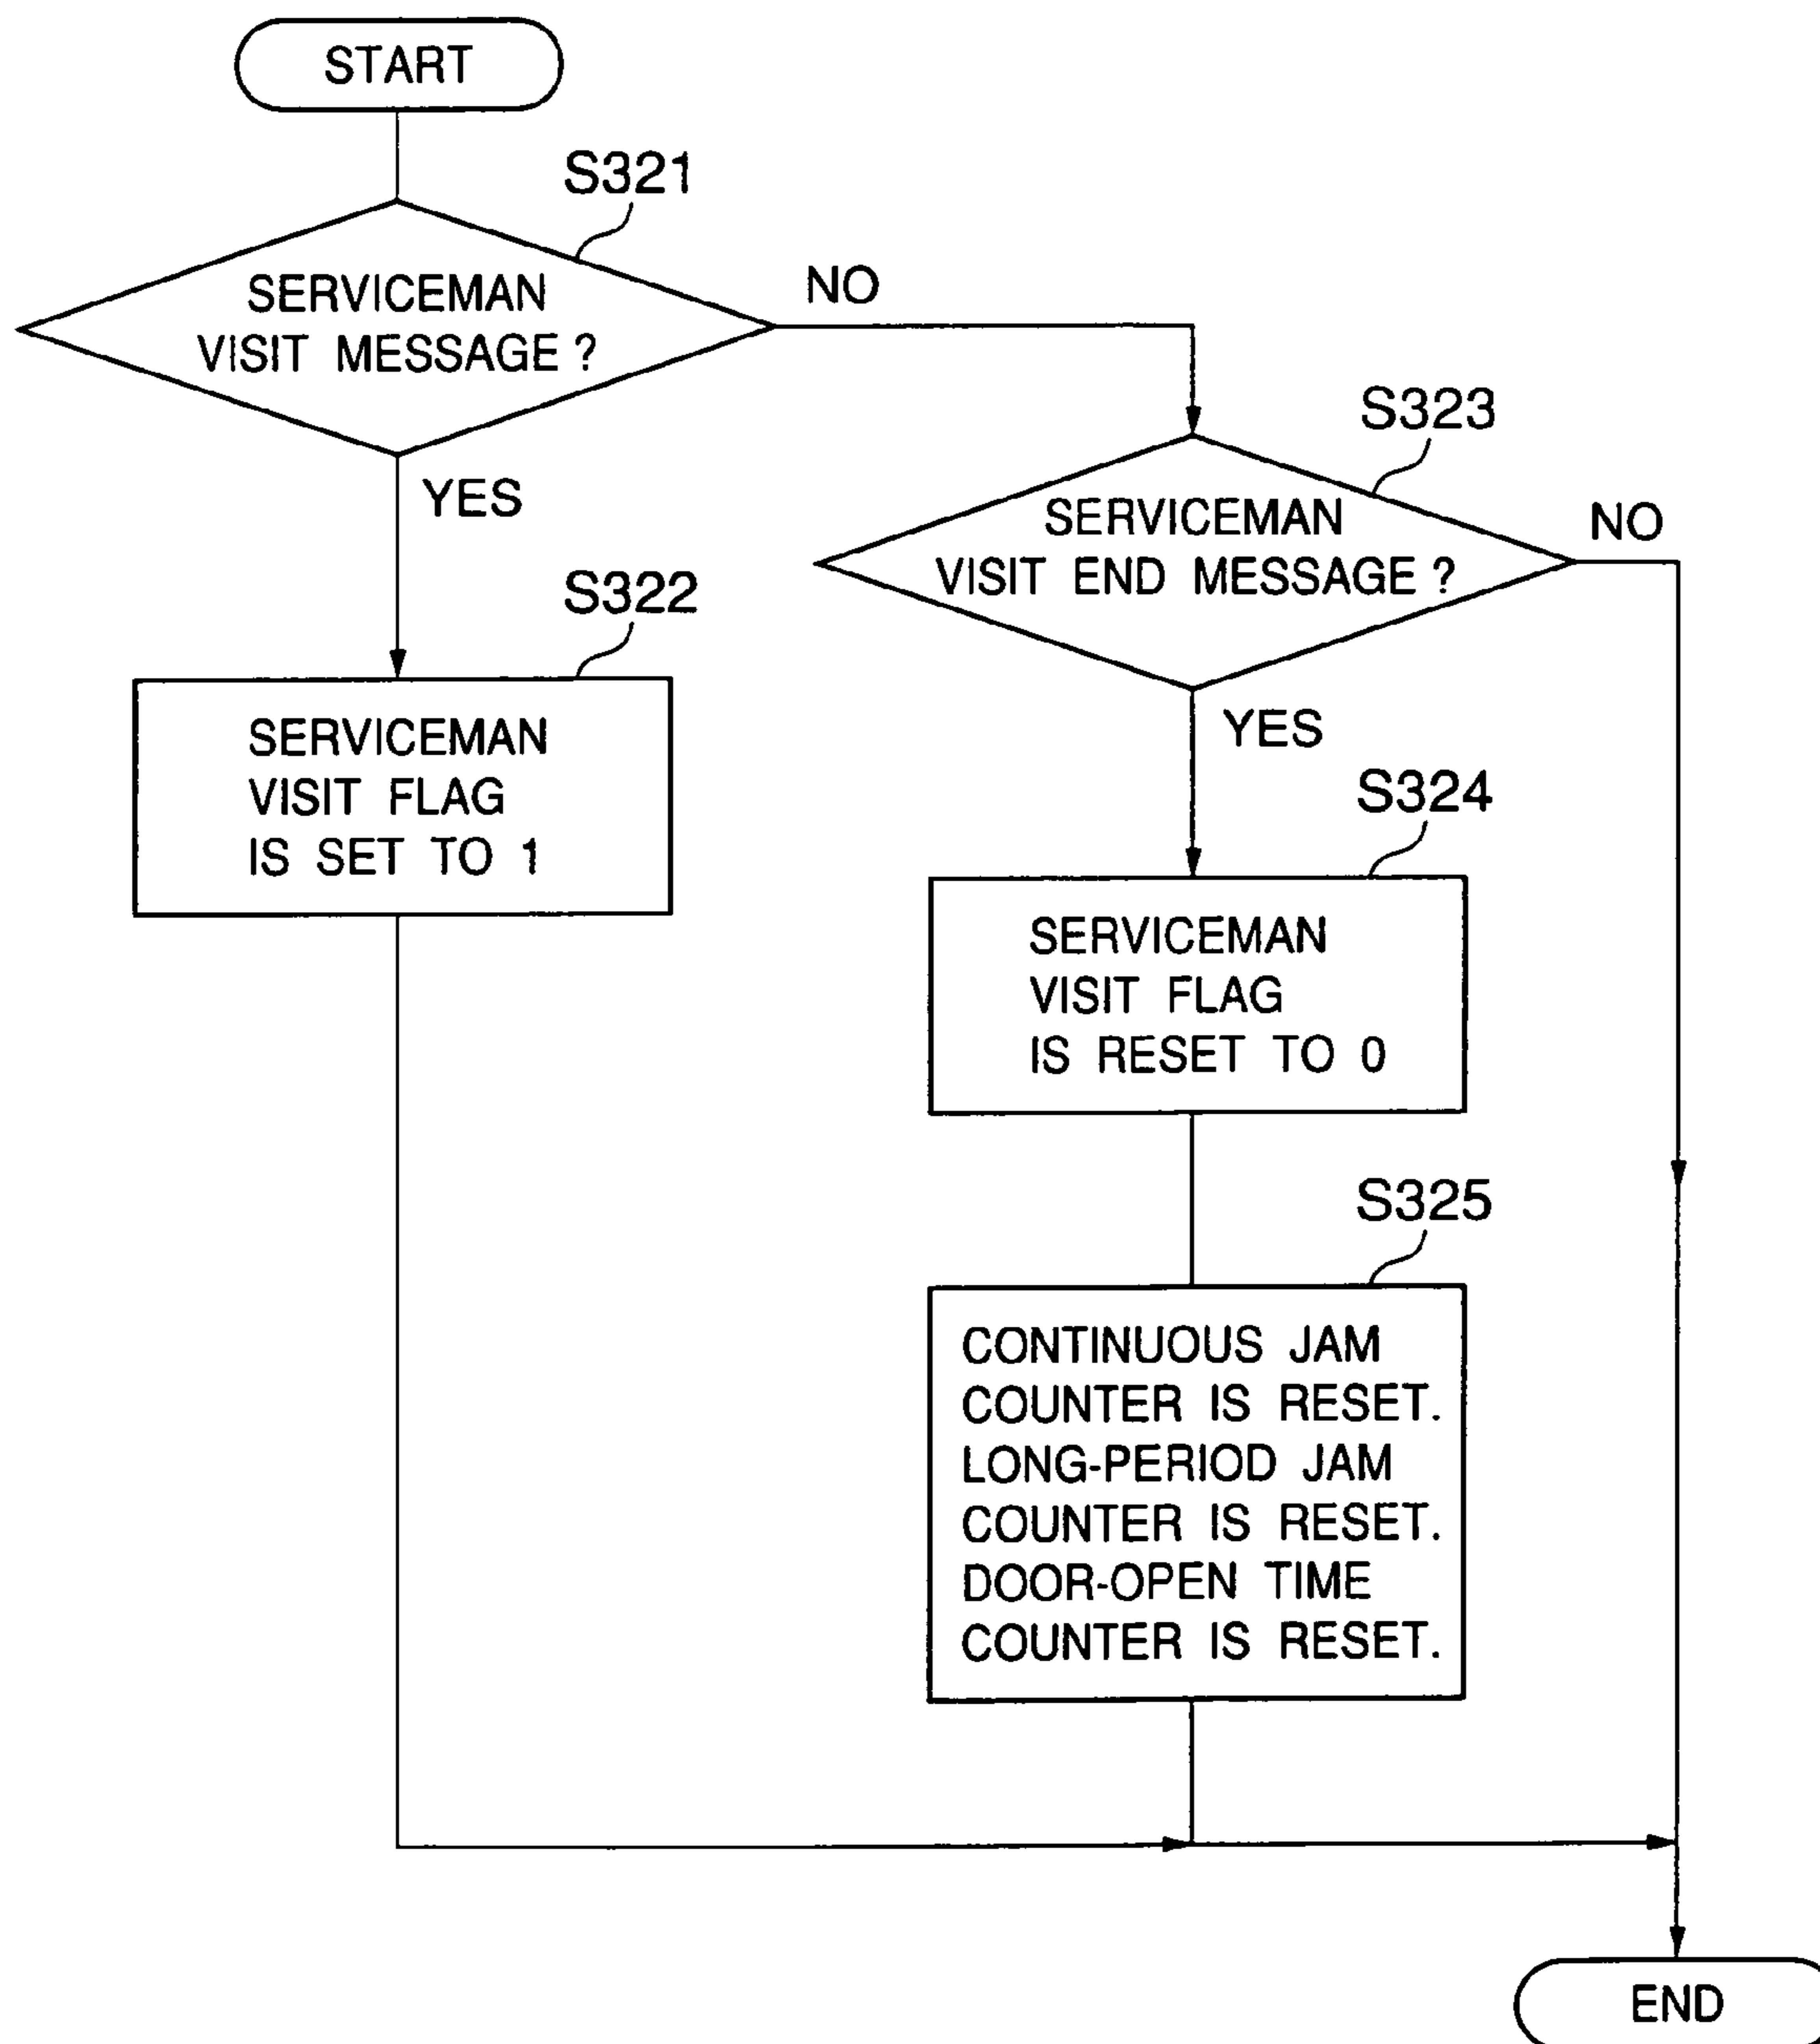 START
S321
SERVICEMAN
VISIT MESSAGE ?
NO
YES
S322
SERVICEMAN
VISIT FLAG
IS SET TO 1
S323
SERVICEMAN
VISIT END MESSAGE ?
NO
YES
S324
SERVICEMAN
VISIT FLAG
IS RESET TO 0
S325
CONTINUOUS JAM
COUNTER IS RESET.
LONG-PERIOD JAM
COUNTER IS RESET.
DOOR-OPEN TIME
COUNTER IS RESET.
END